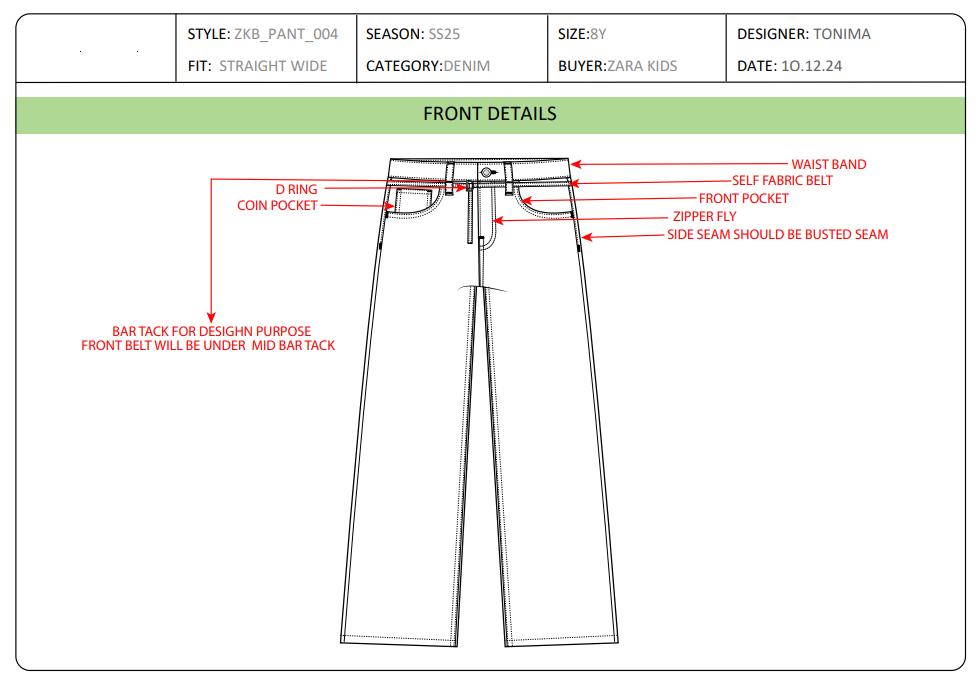 STYLE: ZKB_PANT_004
SEASON: SS25
SIZE:8Y
DESIGNER: TONIMA
FIT: STRAIGHT WIDE
CATEGORY:DENIM
BUYER:ZARA KIDS
DATE: 1O.12.24
FRONT DETAILS
WAIST BAND
SELF FABRIC BELT
D RING
FRONT POCKET
COIN POCKET
ZIPPER FLY
SIDE SEAM SHOULD BE BUSTED SEAM
BAR TACK FOR DESIGHN PURPOSE
FRONT BELT WILL BE UNDER MID BAR TACK